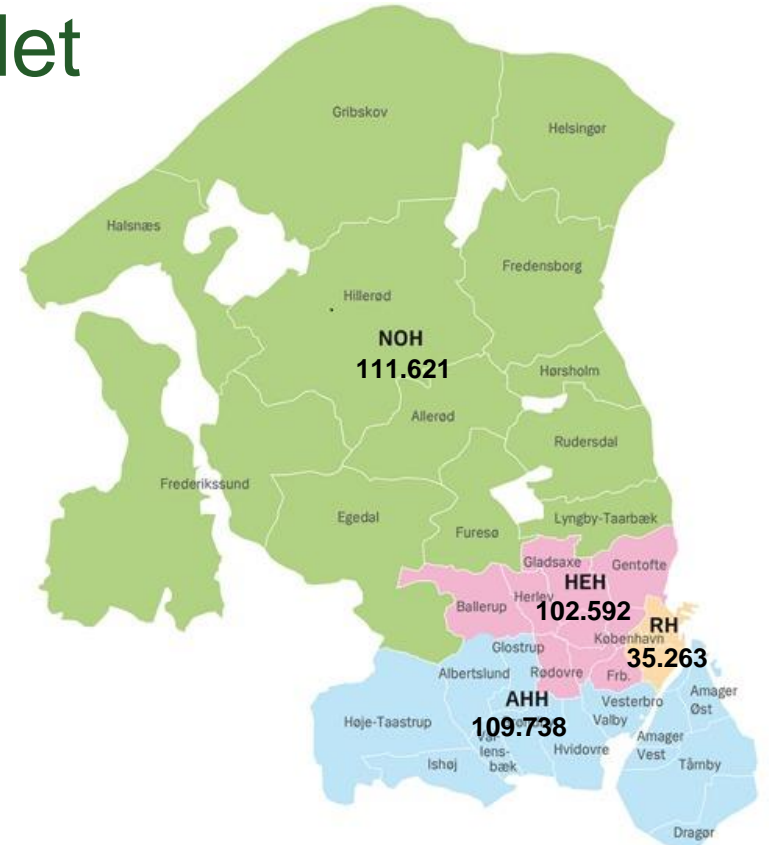 let
Gribskov
Helsingør
Halsnæs
Fredensborg
Hillerød
NOH
111.621
Hørsholm
Allerød
Rudersdal
Frederikssund
Egedal
Furesø
Lyngby-Taarbæk
Gladsaxe
Gentofte
HEH
Herlev
102.592
Ballerup
RH
København
35.263
Glostrup
Albertslund
Rødovre
Frb.
AHH
109.738
Vesterbro
Valby
Amager
Øst
Høje-Taastrup
lens-
bæk
Hvidovre
Amager
Vest
Ishøj
Tårnby
Dragør